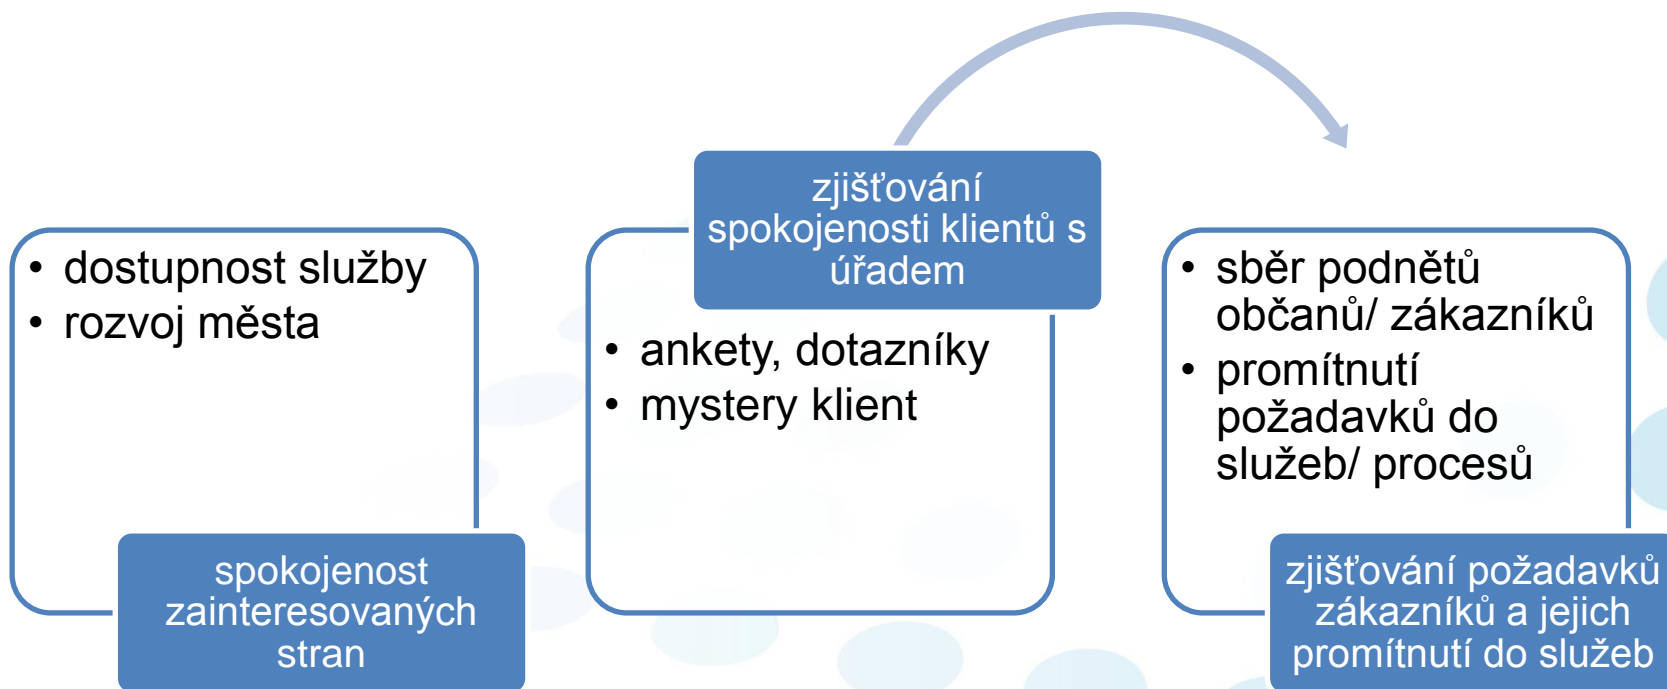 • dostupnost služby
• rozvoj města
spokojenost
zainteresovaných
stran
zjišťování
spokojenosti klientů s
úřadem
• ankety, dotazníky
• mystery klient
• sběr podnětů
občanů/ zákazníků
• promítnutí
požadavků do
služeb/ procesů
zjišťování požadavků
zákazníků a jejich
promítnutí do služeb